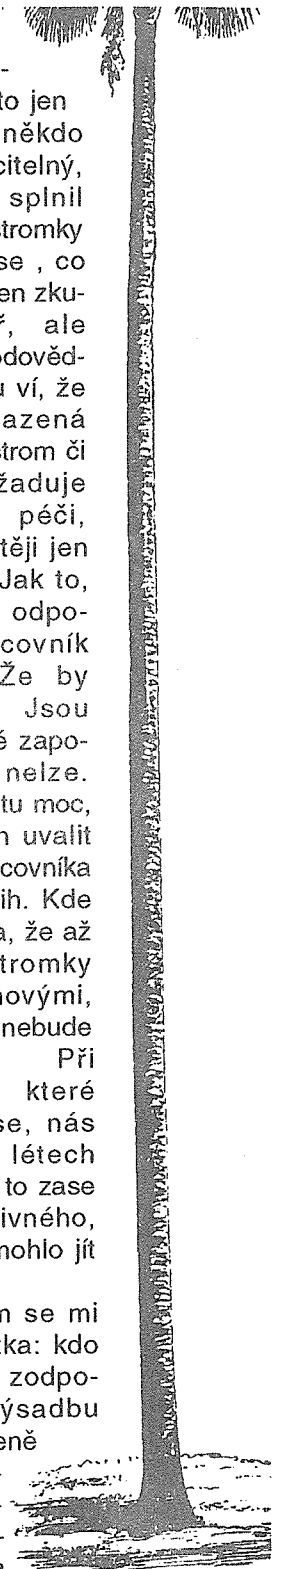 -
to jen
někdo
citelný,
splnil
stromky
se , co
en zku-
ř, ale
odověd-
u ví, že
azená
strom či
žaduje
péči,
těji jen
Jak to,
odpo-
covník
Že by
Jsou
é zapo-
nelze.
tu moc,
n uvalit
covníka
ih. Kde
a, že až
tromky
novými,
nebude
Při
které
se, nás
létech
to zase
ivného,
mohlo jít
m se mi
zka: kdo
zodpo-
ýsadbu
eně